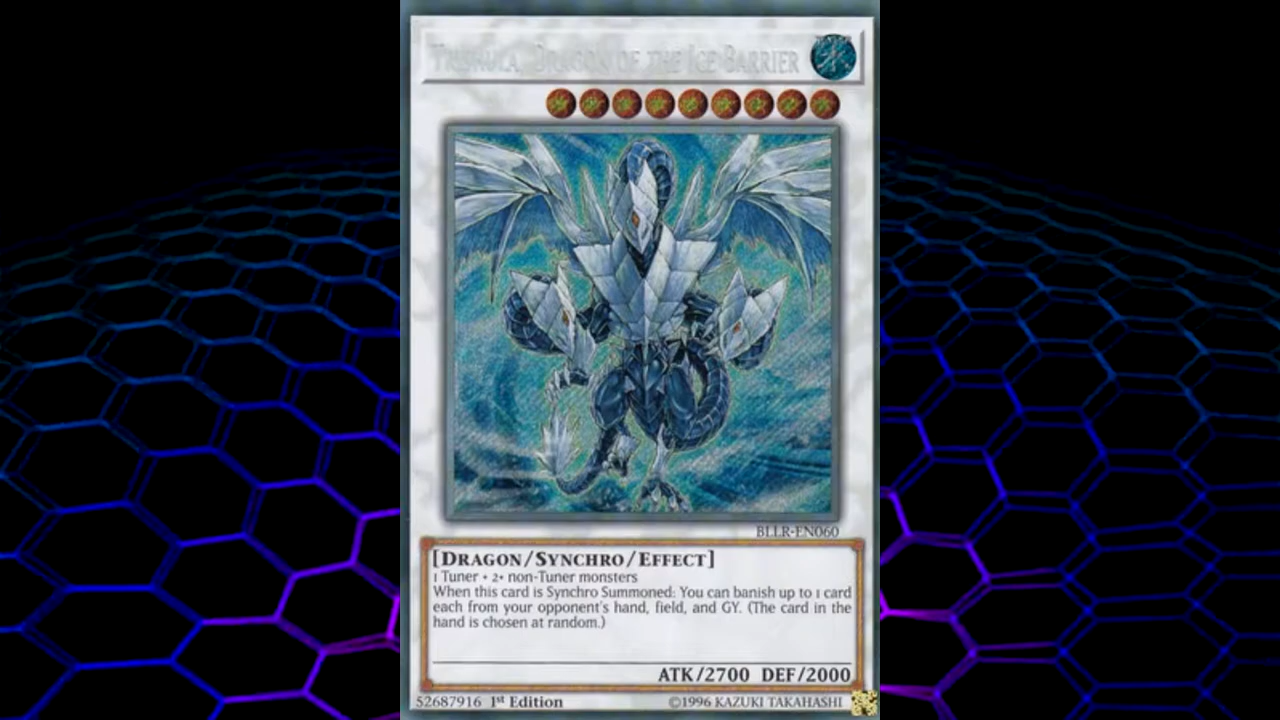 Trishula, Dragon of the Ice Barrier
BLLR-EN060
[Dragon/Synchro/Effect]
1 Tuner + 2+ non-Tuner monsters
When this card is Synchro Summoned: You can banish up to 1 card
each from your opponent's hand, field, and GY. (The card in the
hand is chosen at random.)
ATK/2700 DEF/2000
52687916 1st Edition ©1996 KAZUKI TAKAHASHI